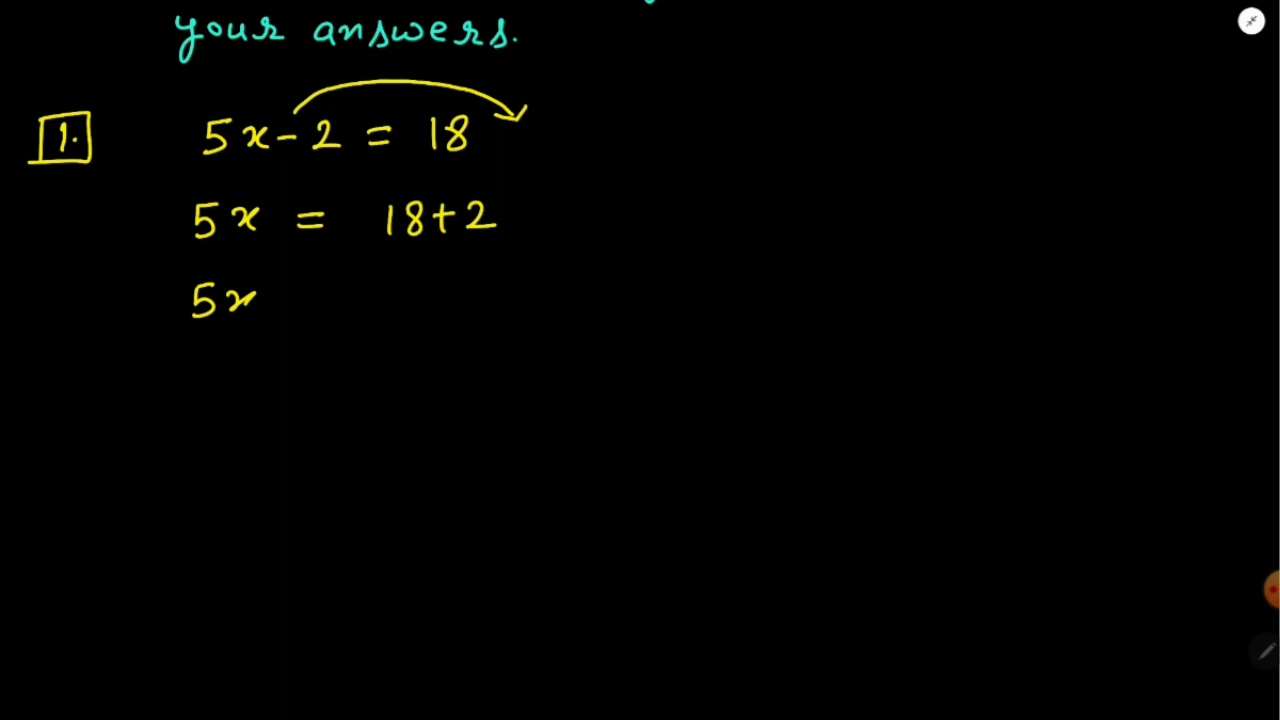 your answers.
1. 5x-2 = 18
5x = 18+2
5x